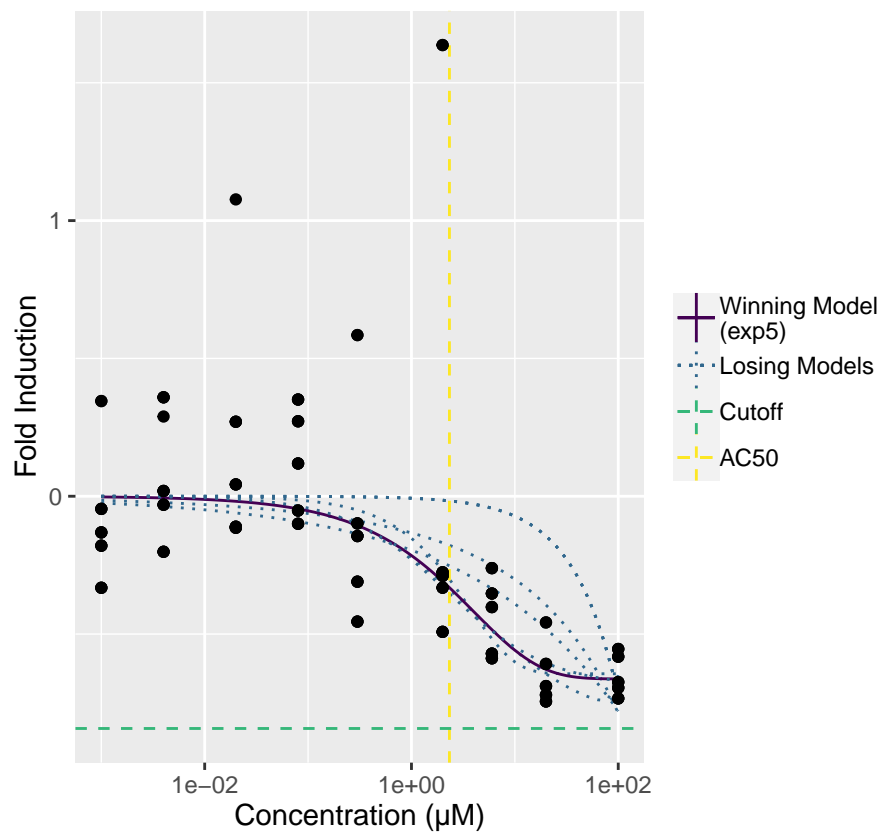 Fold Induction
1
0
1e-02
1e+00
1e+02
Concentration (µM)
Winning Model
(exp5)
Losing Models
Cutoff
AC50